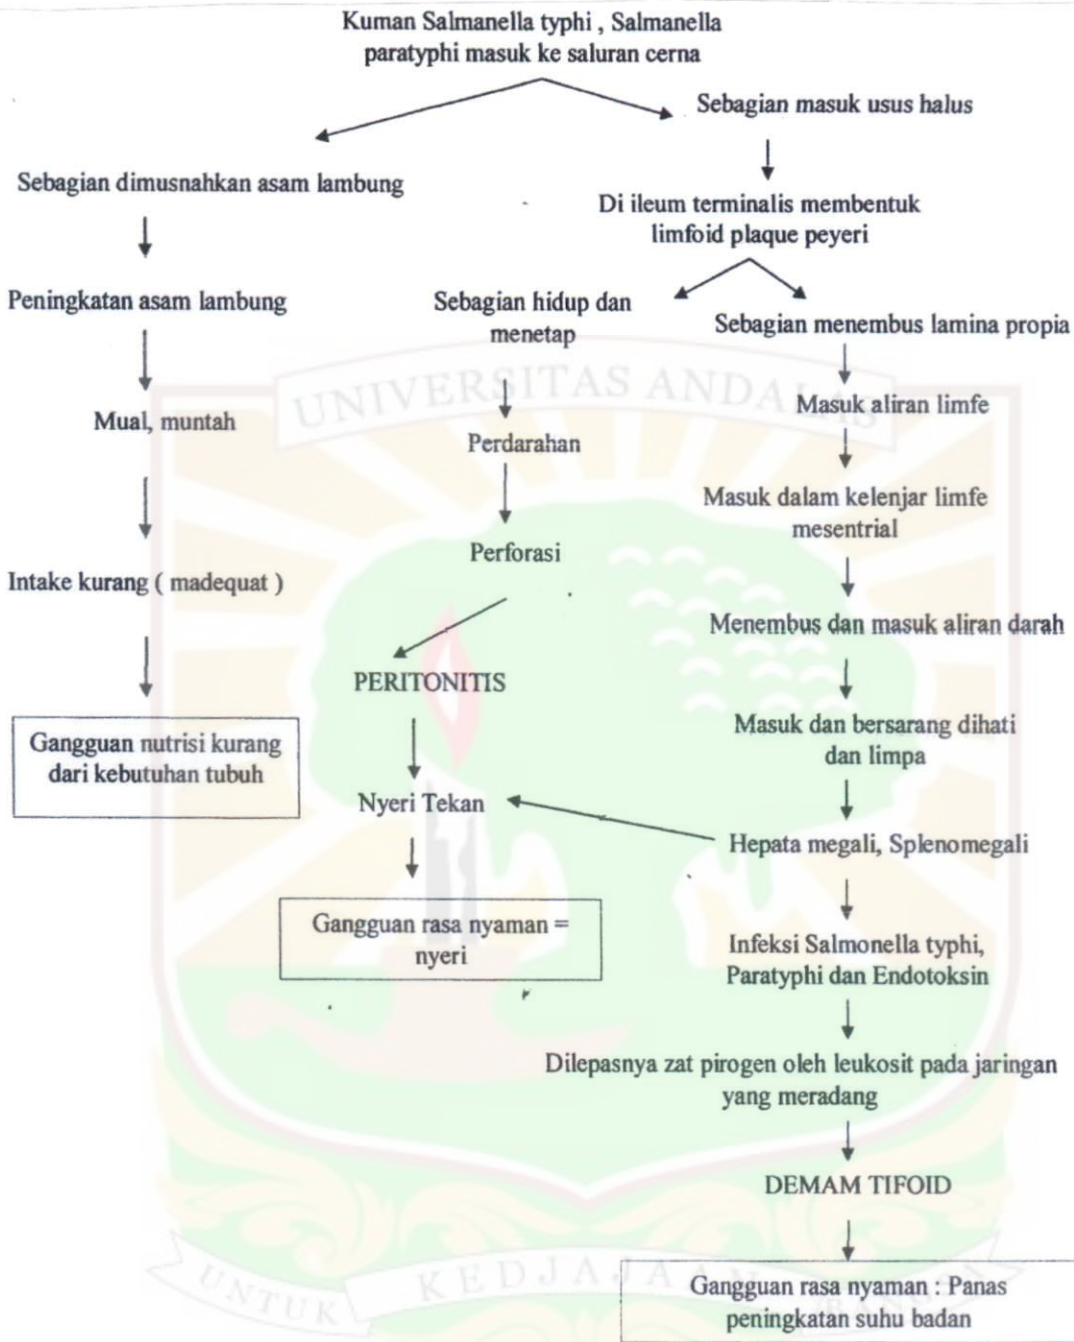 Kuman Salmanella typhi , Salmanella
paratyphi masuk ke saluran cerna
Sebagian masuk usus halus
Sebagian dimusnahkan asam lambung
Di ileum terminalis membentuk
limfoid plaque peyeri
Peningkatan asam lambung
Sebagian hidup dan
menetap
Sebagian menembus lamina propia
UNIVERSITAS ANDALAS
Mual, muntah
Masuk aliran limfe
Perdarahan
Masuk dalam kelenjar limfe
mesentrial
Perforasi
Intake kurang ( madequat )
Menembus dan masuk aliran darah
PERITONITIS
Gangguan nutrisi kurang
dari kebutuhan tubuh
Masuk dan bersarang dihati
dan limpa
Nyeri Tekan
Hepata megali, Splenomegali
Gangguan rasa nyaman =
nyeri
Infeksi Salmonella typhi,
Paratyphi dan Endotoksin
Dilepasnya zat pirogen oleh leukosit pada jaringan
yang meradang
DEMAM TIFOID
Gangguan rasa nyaman : Panas
peningkatan suhu badan
UNTUK KEDJAJAAN